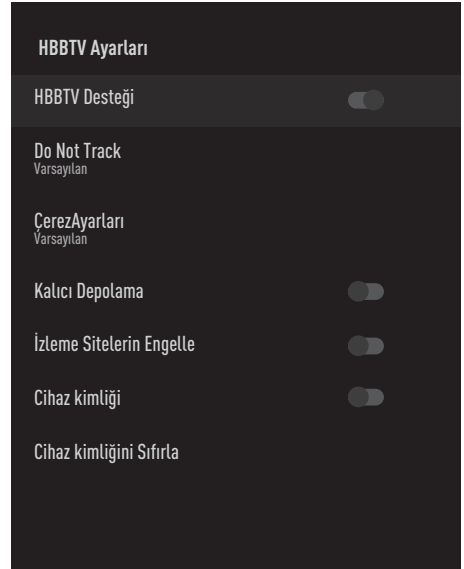 HBBTV Ayarları
HBBTV Desteği
Do Not Track
Varsayılan
ÇerezAyarları
Varsayılan
Kalıcı Depolama
İzleme Sitelerin Engelle
Cihaz kimliği
Cihaz kimliğini Sıfırla